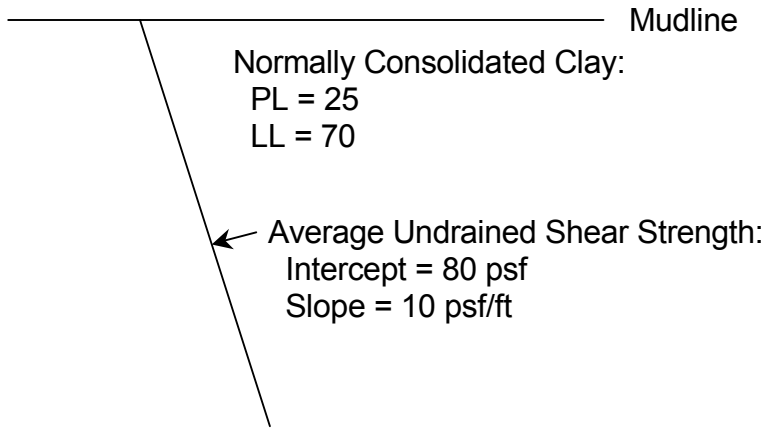 Mudline
Normally Consolidated Clay:
PL = 25
LL = 70
Average Undrained Shear Strength:
Intercept = 80 psf
Slope = 10 psf/ft